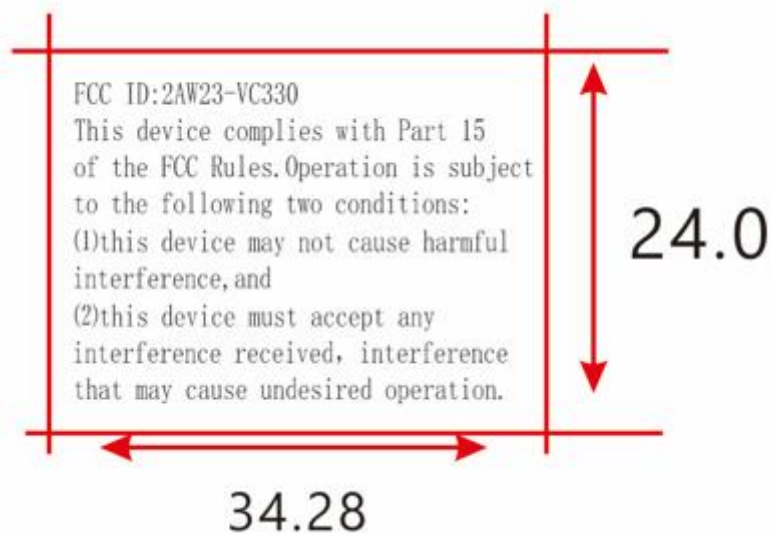 FCC ID:2AW23-VC330
This device complies with Part 15
of the FCC Rules.Operation is subject
to the following two conditions:
(1)this device may not cause harmful
interference,and
(2)this device must accept any
interference received, interference
that may cause undesired operation.
24.0
34.28